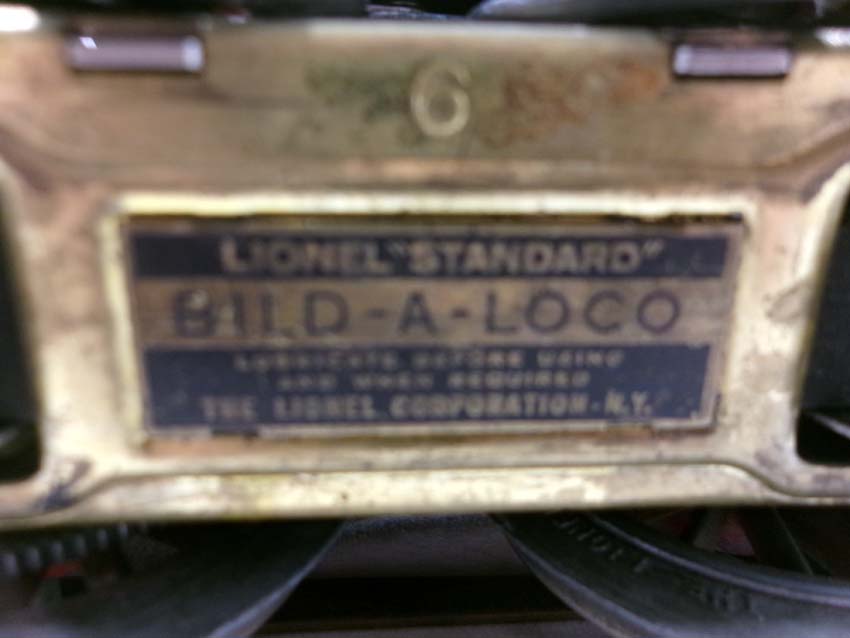 6
LIONEL "STANDARD"
BILD-A-LOCO
LUBRICATE BEFORE USING
AND WHEN REQUIRED
THE LIONEL CORPORATION-N.Y.